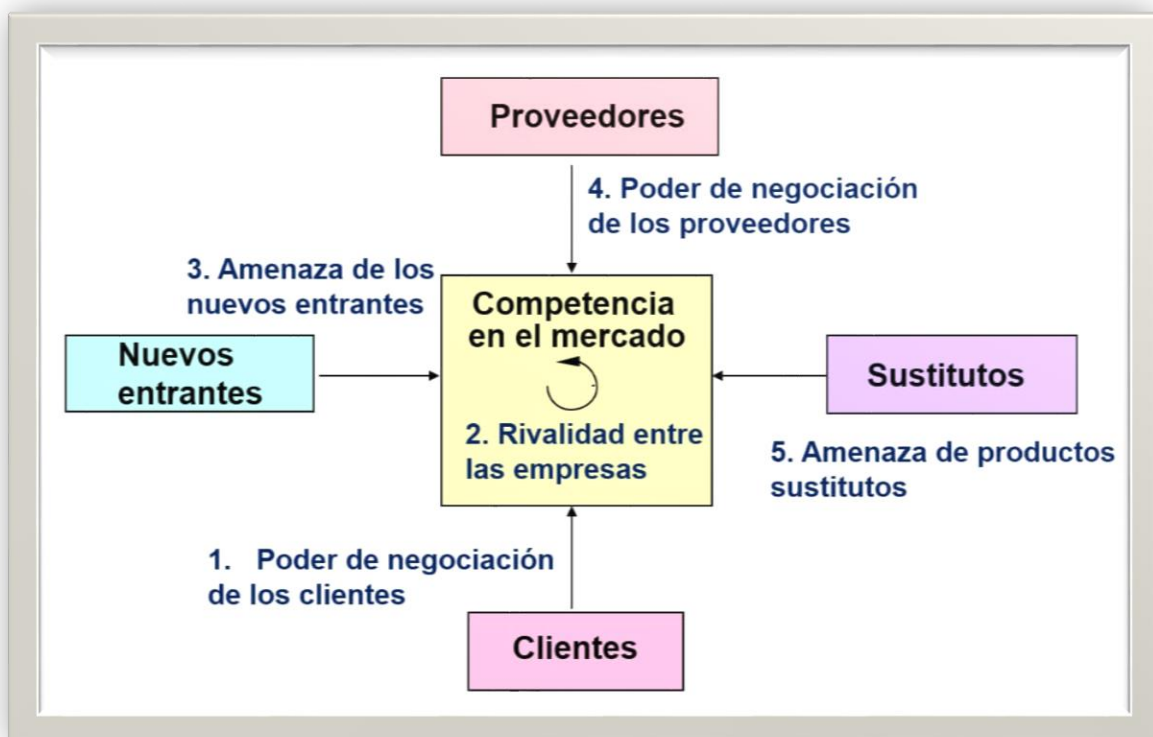 Proveedores
4. Poder de negociación
de los proveedores
3. Amenaza de los
nuevos entrantes
Competencia
en el mercado
Nuevos
entrantes
Sustitutos
2. Rivalidad entre
las empresas
5. Amenaza de productos
sustitutos
1. Poder de negociación
de los clientes
Clientes